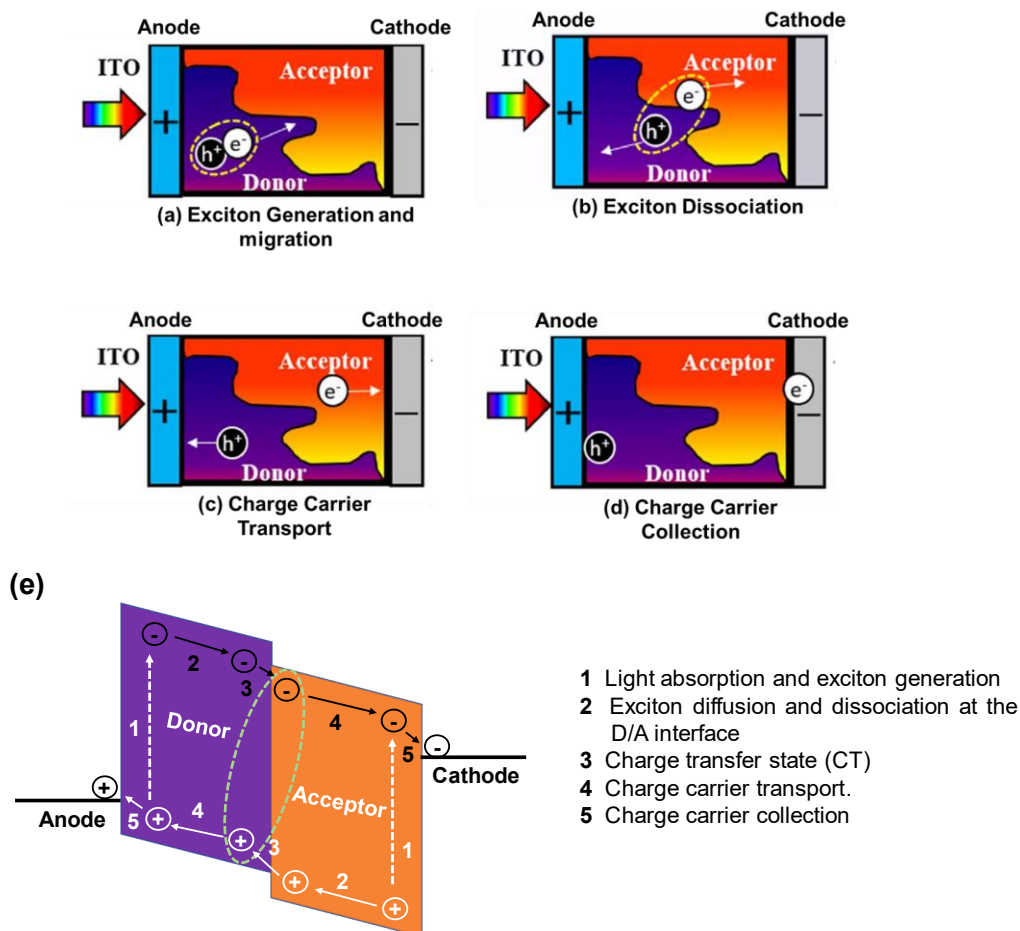 Anode
Cathode
ITO
Acceptor
+
h+
e-
−
Donor
(a) Exciton Generation and
migration
Anode
Cathode
ITO
Acceptor
e-
+
h+
−
Donor
(b) Exciton Dissociation
Anode
Cathode
ITO
Acceptor
e-
+
−
h+
Donor
(c) Charge Carrier
Transport
Anode
Cathode
ITO
Acceptor
e-
+
−
h+
Donor
(d) Charge Carrier
Collection
(e)
-
2
-
3
-
4
-
5
-
Cathode
1
Donor
Acceptor
1
+
Anode
5
+
4
+
3
+
2
+
1 Light absorption and exciton generation
2 Exciton diffusion and dissociation at the
D/A interface
3 Charge transfer state (CT)
4 Charge carrier transport.
5 Charge carrier collection